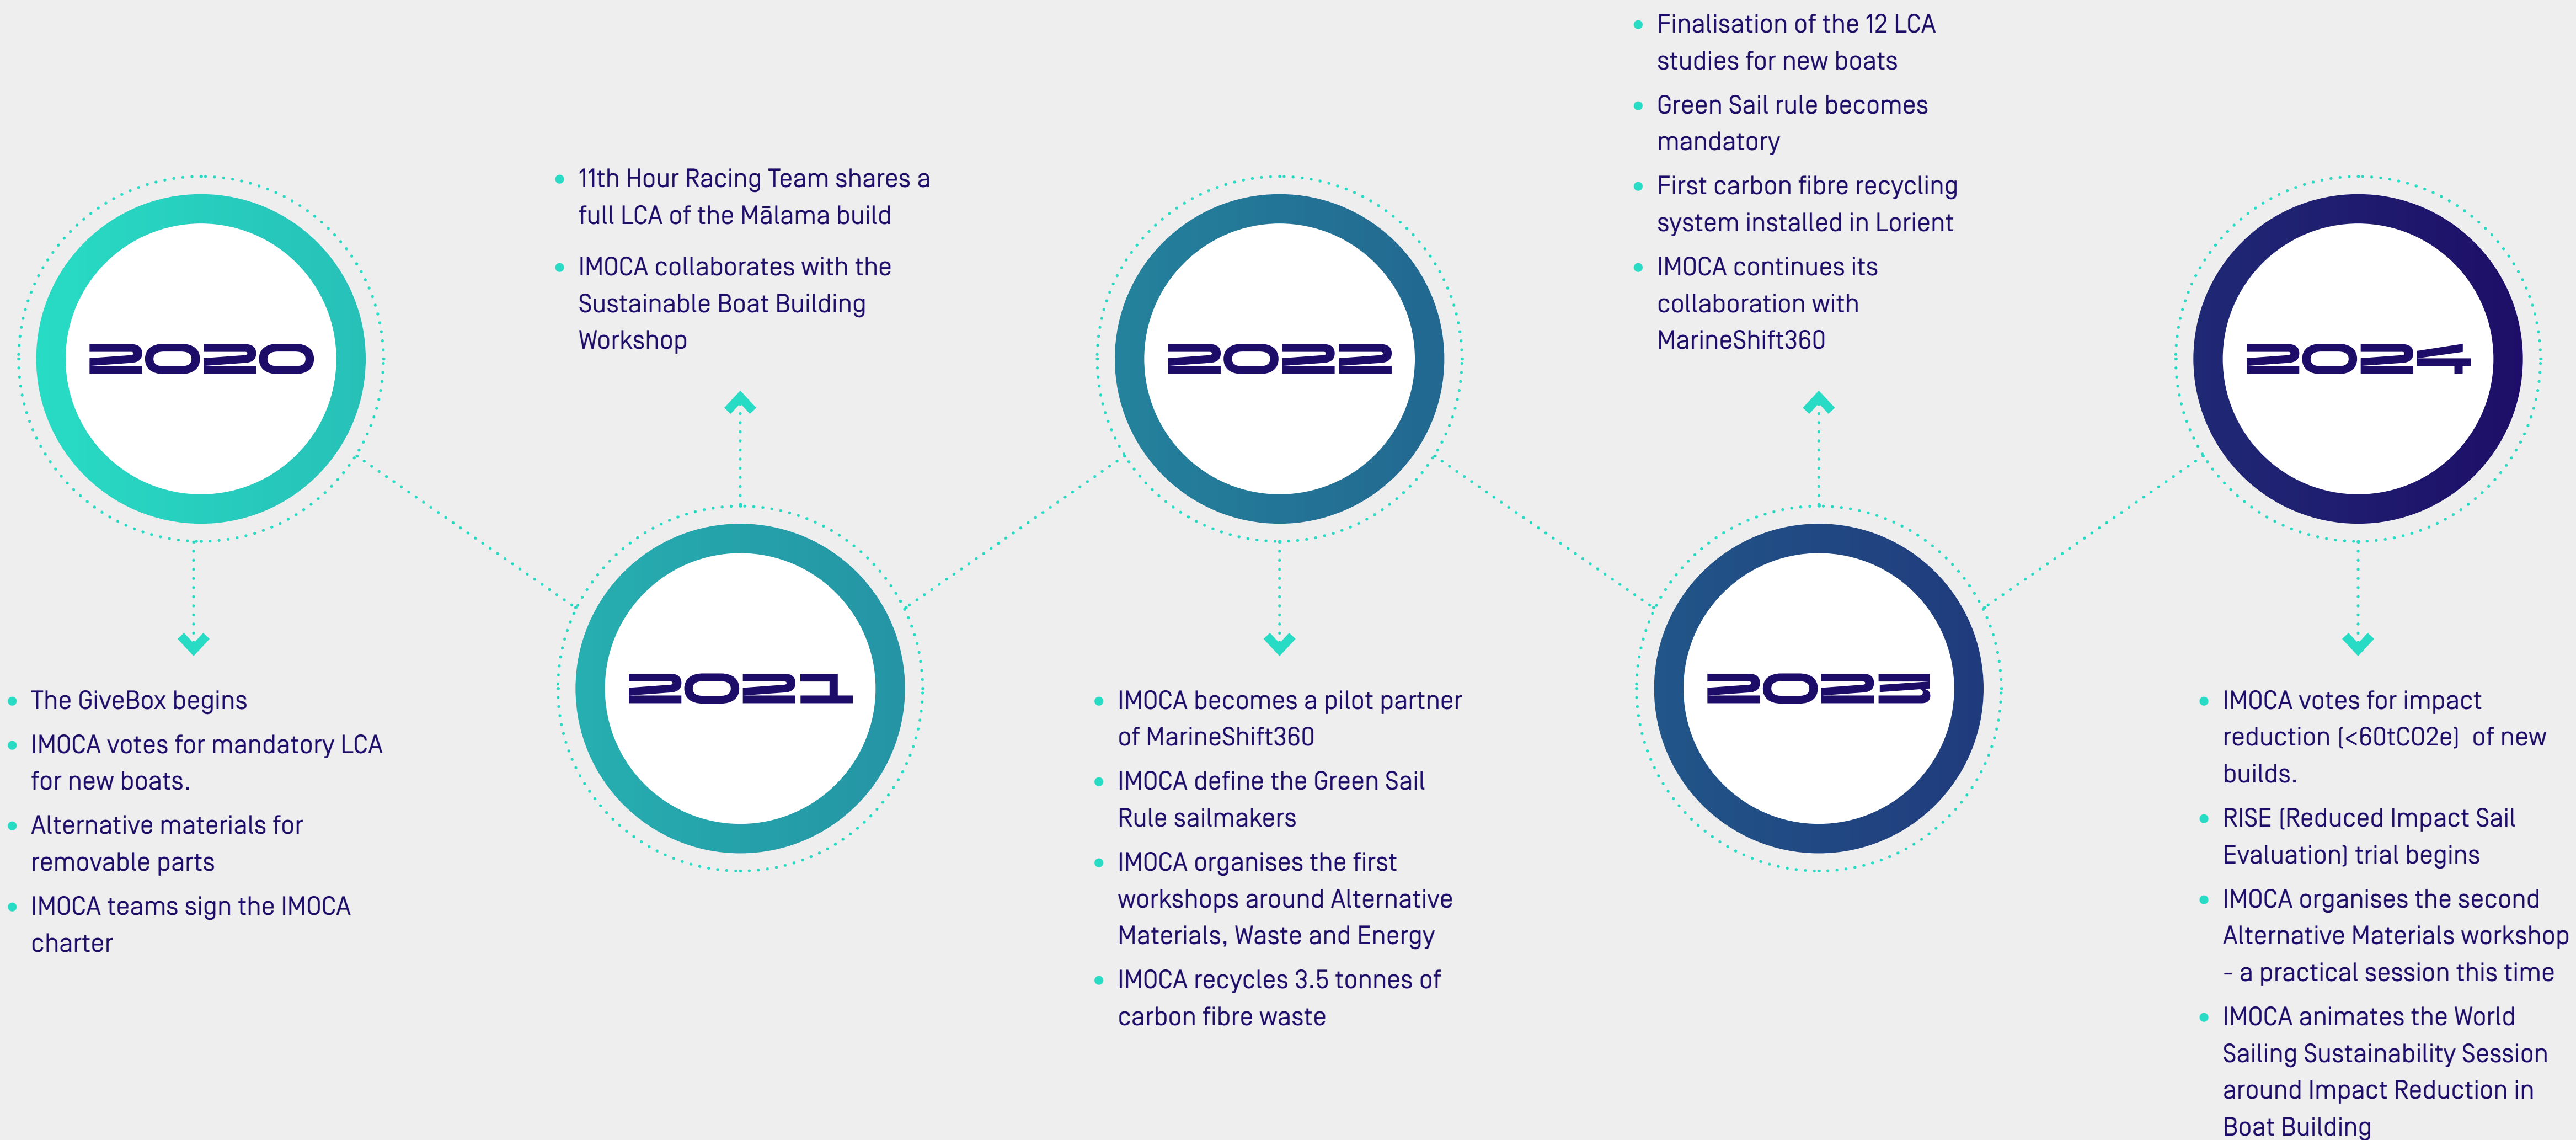 2020
• The GiveBox begins
• IMOCA votes for mandatory LCA
for new boats.
• Alternative materials for
removable parts
• IMOCA teams sign the IMOCA
charter
• 11th Hour Racing Team shares a
full LCA of the Mālama build
• IMOCA collaborates with the
Sustainable Boat Building
Workshop
2021
2022
• IMOCA becomes a pilot partner
of MarineShift360
• IMOCA define the Green Sail
Rule sailmakers
• IMOCA organises the first
workshops around Alternative
Materials, Waste and Energy
• IMOCA recycles 3.5 tonnes of
carbon fibre waste
• Finalisation of the 12 LCA
studies for new boats
• Green Sail rule becomes
mandatory
• First carbon fibre recycling
system installed in Lorient
• IMOCA continues its
collaboration with
MarineShift360
2023
2024
• IMOCA votes for impact
reduction (<60tCO2e)  of new
builds.
• RISE (Reduced Impact Sail
Evaluation) trial begins
• IMOCA organises the second
Alternative Materials workshop
- a practical session this time
• IMOCA animates the World
Sailing Sustainability Session
around Impact Reduction in
Boat Building